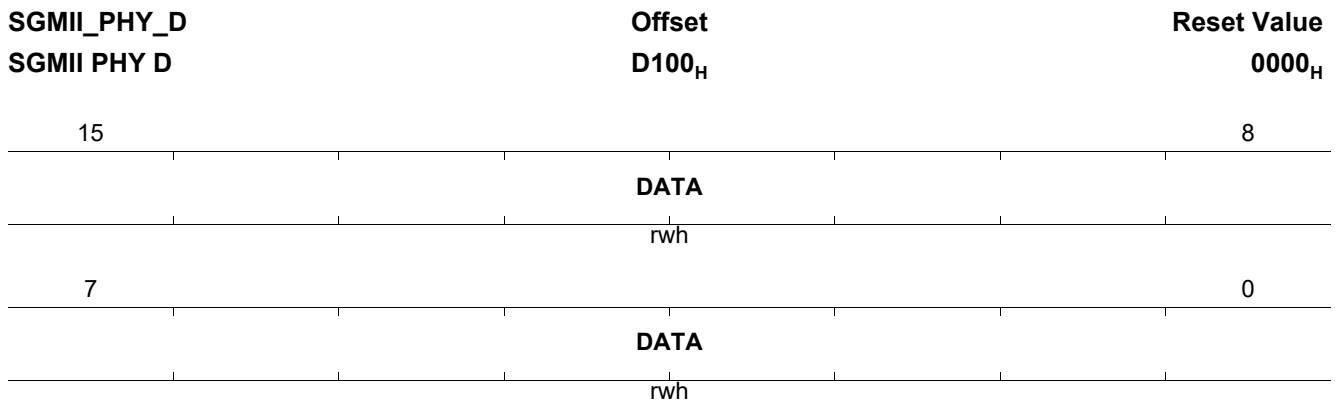 SGMII_PHY_D Offset Reset Value
SGMII PHY D D100H 0000H
15 8
DATA
rwh
7 0
DATA
rwh